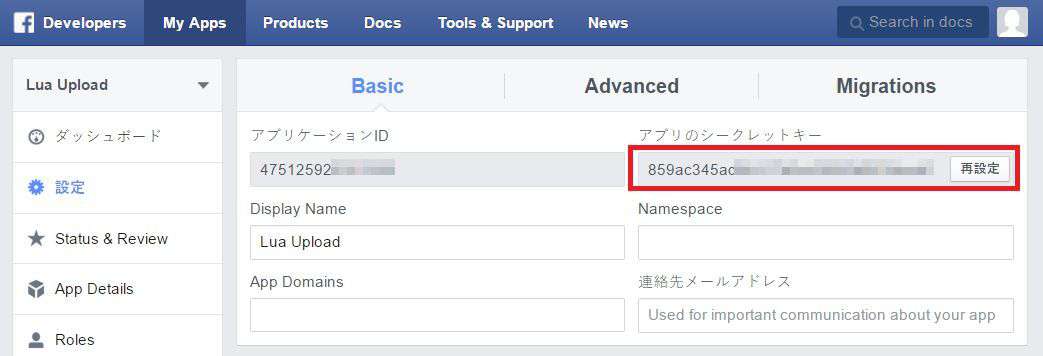 Developers My Apps Products Docs Tools & Support News Search in docs
Lua Upload
ダッシュボード
設定
Status & Review
App Details
Roles
Basic Advanced Migrations
アプリケーションID
47512592
アプリのシークレットキー
859ac345ad 再設定
Display Name
Lua Upload
Namespace
App Domains
連絡先メールアドレス
Used for important communication about your app